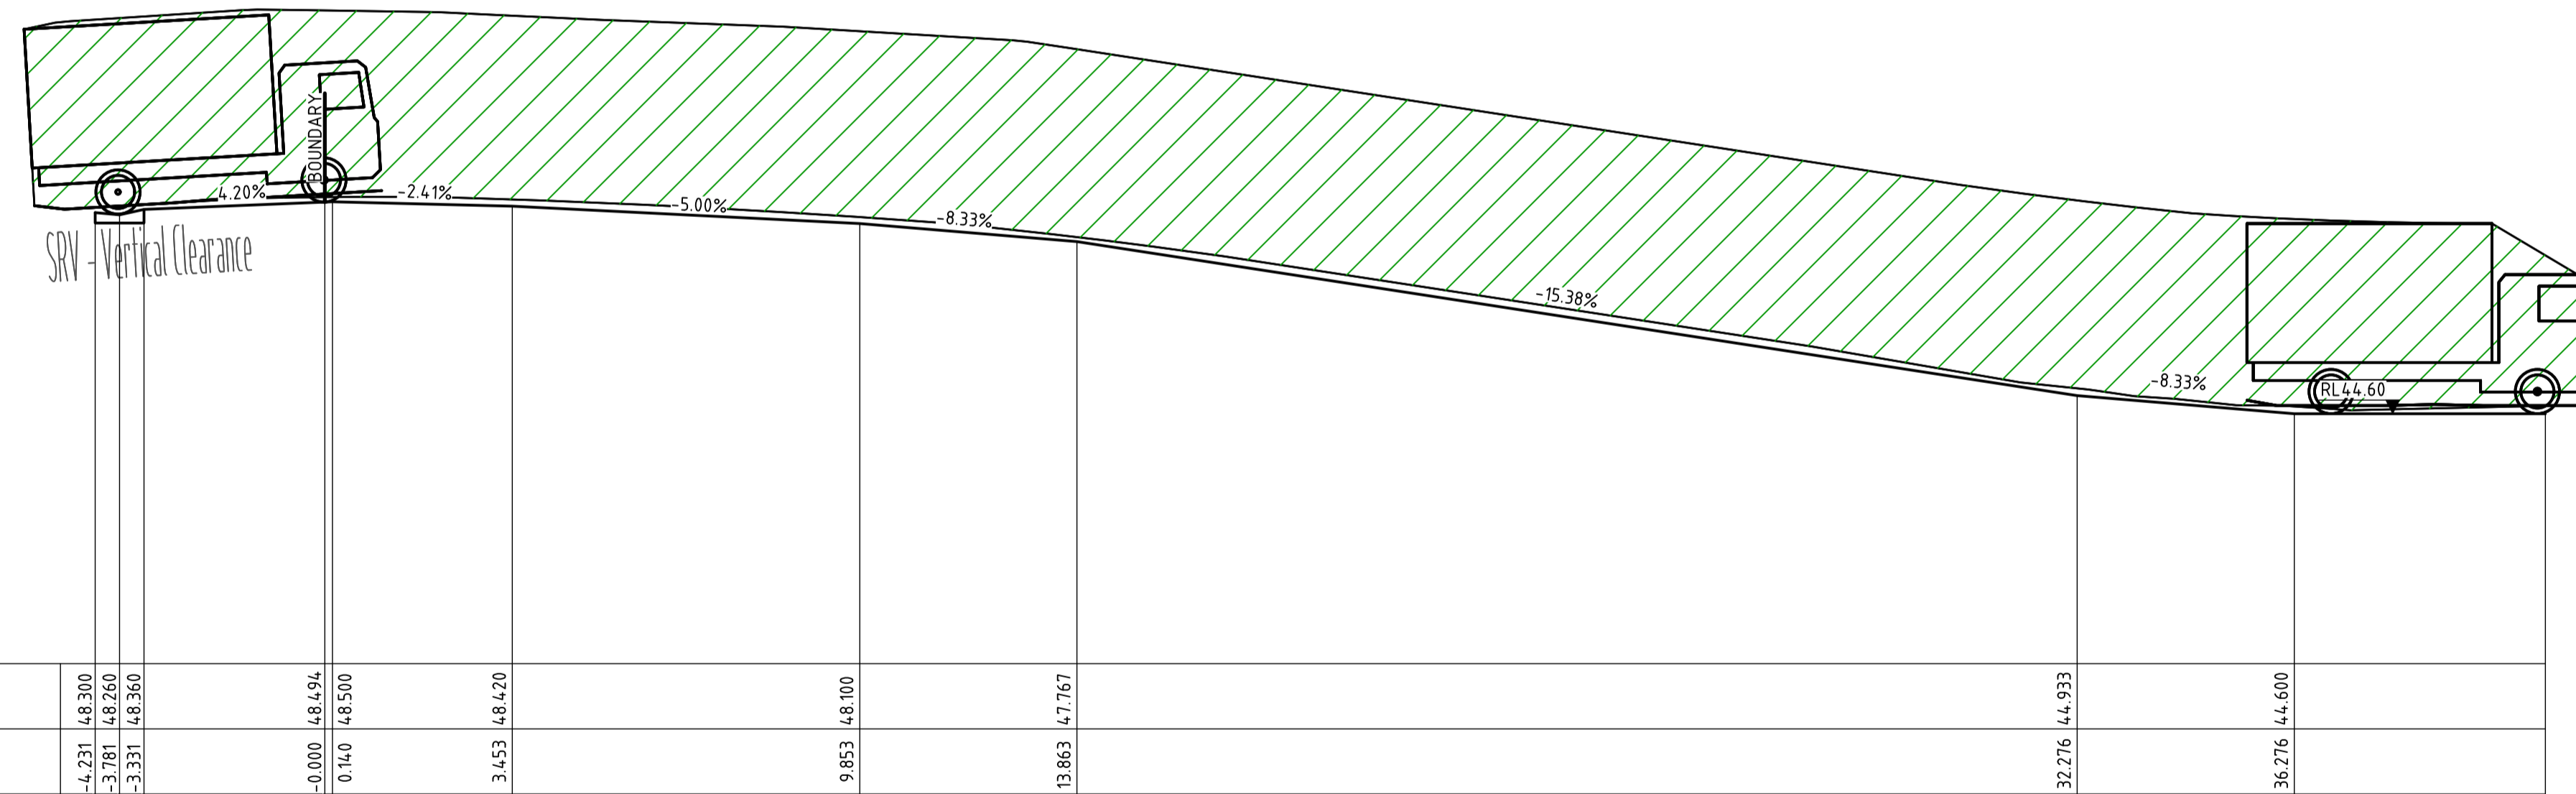 BOUNDARY
4.20%
-2.41%
-5.00%
-8.33%
-15.38%
-8.33%
RL44.60
SRV - Vertical Clearance
48.300 48.260 48.360 48.494 48.500 48.420 48.100 47.767 44.933 44.600
-4.231 -3.781 -3.331 -0.000 0.140 3.453 9.853 13.863 32.276 36.276